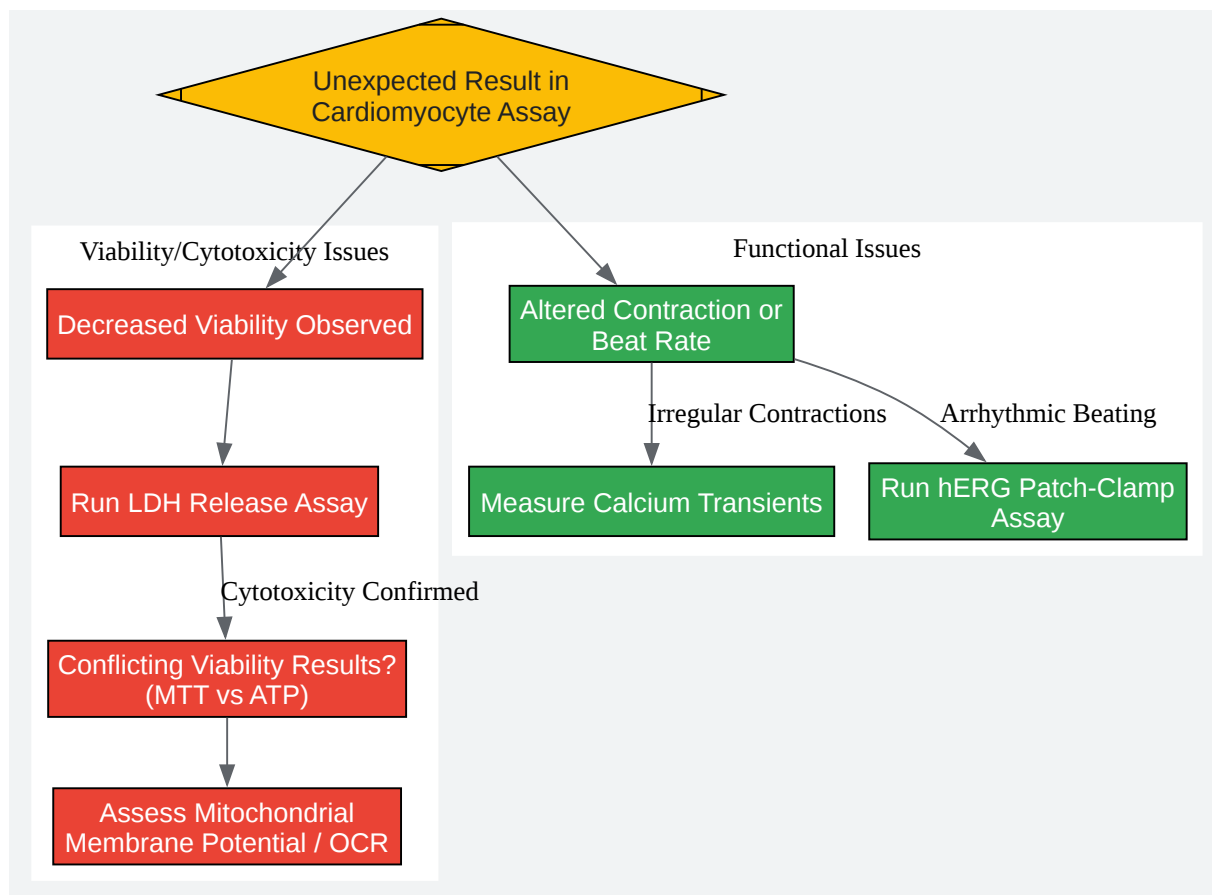 Unexpected Result in
Cardiomyocyte Assay
Viability/Cytotoxicity Issues
Decreased Viability Observed
Run LDH Release Assay
Cytotoxicity Confirmed
Conflicting Viability Results?
(MTT vs ATP)
Assess Mitochondrial
Membrane Potential / OCR
Functional Issues
Altered Contraction or
Beat Rate
Irregular Contractions
Arrhythmic Beating
Measure Calcium Transients
Run hERG Patch-Clamp
Assay